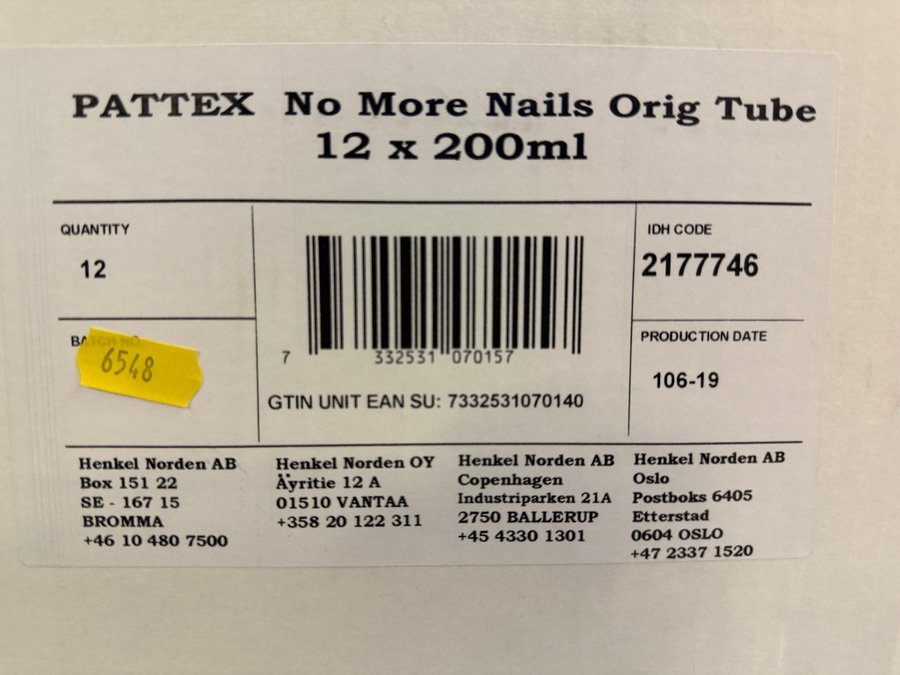 PATTEX No More Nails Orig Tube
12 x 200ml
QUANTITY
12
BATCH NO.
6548
7 332531 070157
GTIN UNIT EAN SU: 7332531070140
IDH CODE
2177746
PRODUCTION DATE
106-19
Henkel Norden AB
Box 151 22
SE - 167 15
BROMMA
+46 10 480 7500
Henkel Norden OY
Äyritie 12 A
01510 VANTAA
+358 20 122 311
Henkel Norden AB
Copenhagen
Industriparken 21A
2750 BALLERUP
+45 4330 1301
Henkel Norden AB
Oslo
Postboks 6405
Etterstad
0604 OSLO
+47 2337 1520